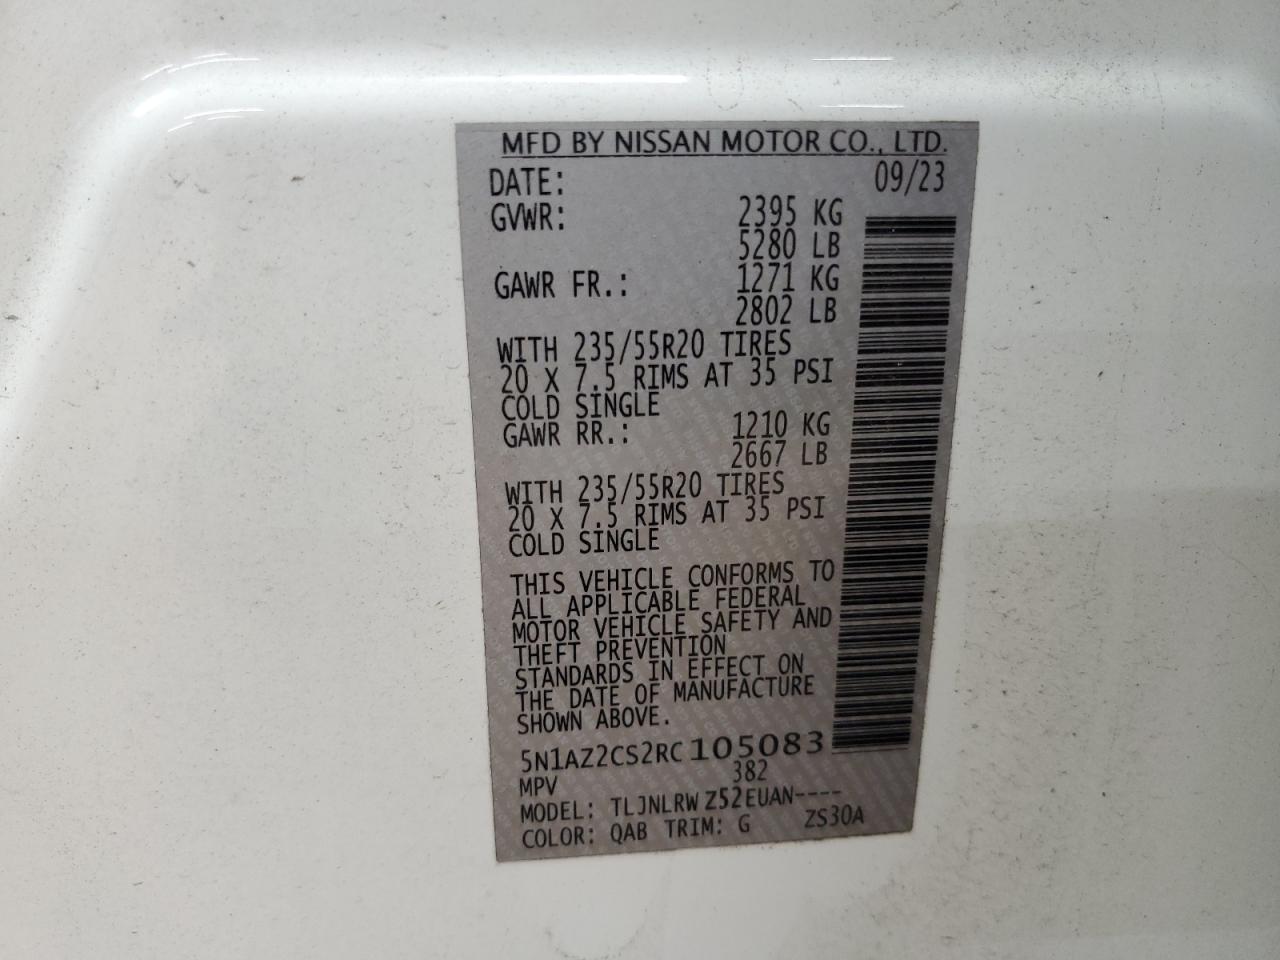 MFD BY NISSAN MOTOR CO., LTD.
DATE: 09/23
GVWR: 2395 KG
5280 LB
GAWR FR.: 1271 KG
2802 LB
WITH 235/55R20 TIRES
20 X 7.5 RIMS AT 35 PSI
COLD SINGLE
GAWR RR.: 1210 KG
2667 LB
WITH 235/55R20 TIRES
20 X 7.5 RIMS AT 35 PSI
COLD SINGLE
THIS VEHICLE CONFORMS TO
ALL APPLICABLE FEDERAL
MOTOR VEHICLE SAFETY AND
THEFT PREVENTION
STANDARDS IN EFFECT ON
THE DATE OF MANUFACTURE
SHOWN ABOVE.
5N1AZ2CS2RC105083
MPV 382
MODEL: TLJNLRW Z52EUAN----
COLOR: QAB TRIM: G ZS30A